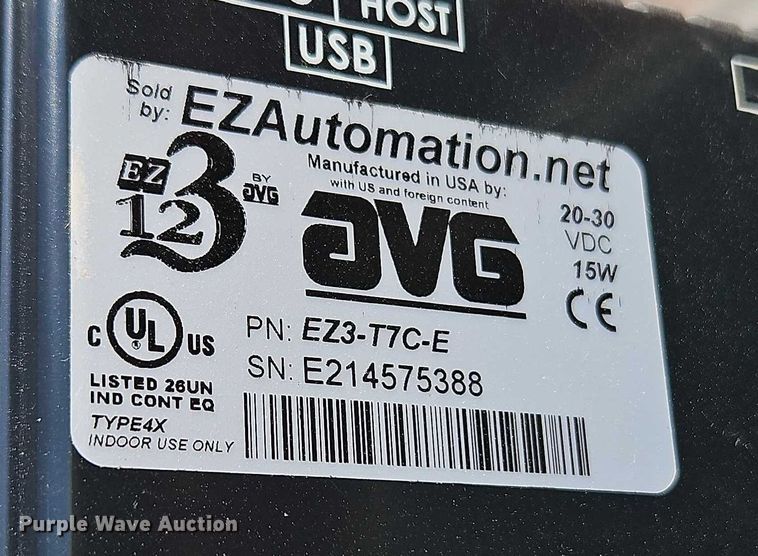 HOST
USB
Sold by: EZAutomation.net
EZ 3 12 BY AVG
Manufactured in USA by:
with US and foreign content
AVG
20-30
VDC
15W
CE
C UL US
®
LISTED 26UN
IND CONT EQ
TYPE4X
INDOOR USE ONLY
PN: EZ3-T7C-E
SN: E214575388
Purple Wave Auction